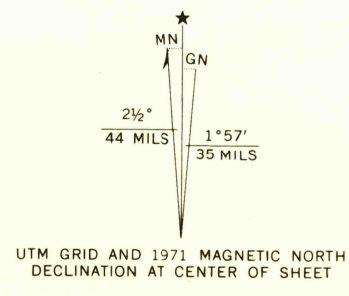 MN
GN
2½°
44 MILS
1°57′
35 MILS
UTM GRID AND 1971 MAGNETIC NORTH
DECLINATION AT CENTER OF SHEET